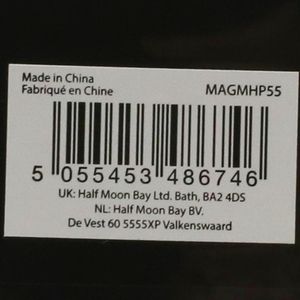 Made in China
Fabriqué en Chine
MAGMHP55
5 055453 486746
UK: Half Moon Bay Ltd. Bath, BA2 4DS
NL: Half Moon Bay BV.
De Vest 60 5555XP Valkenswaard